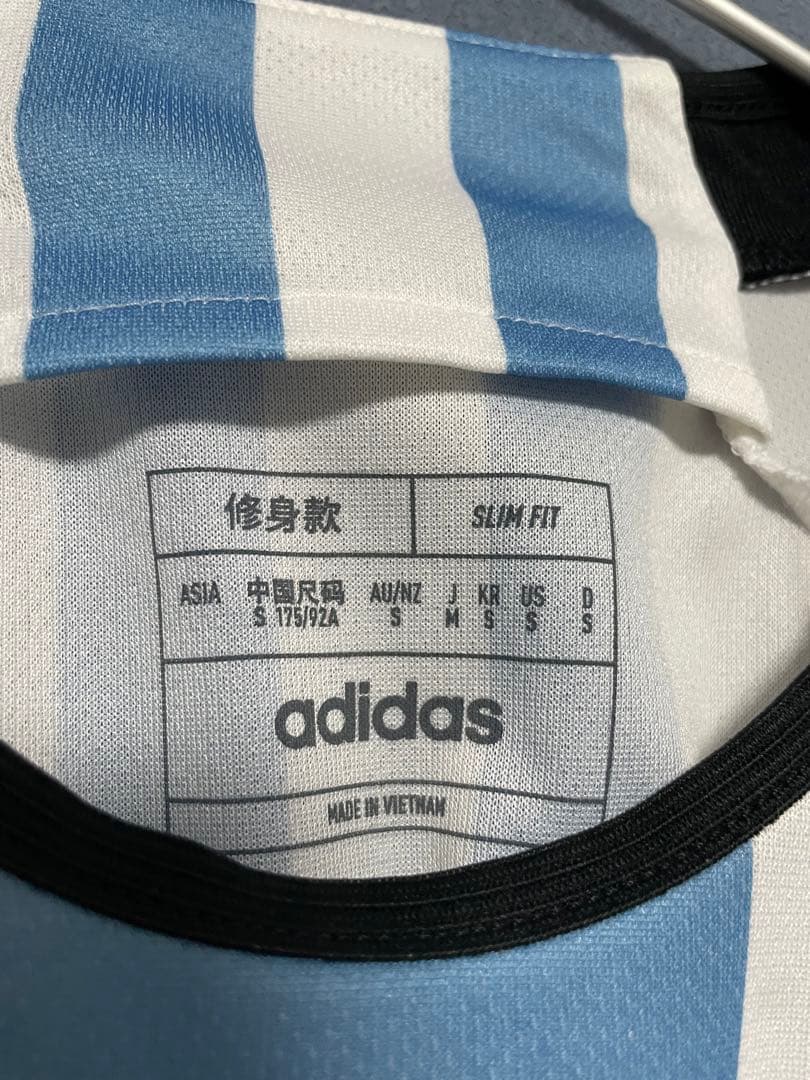 修身款 SLIM FIT
ASIA 中国尺码 AU/NZ J KR US D
S 175/92A S M S S S
adidas
MADE IN VIETNAM